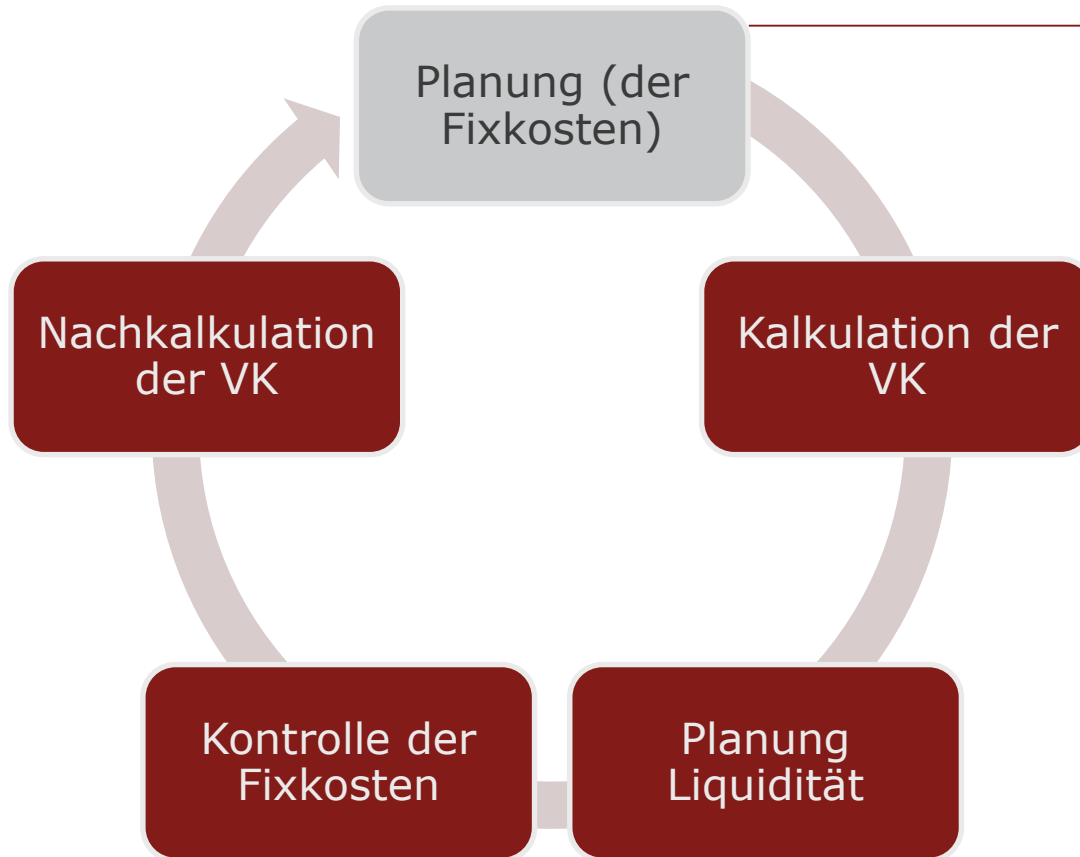 Planung (der
Fixkosten)
Kalkulation der
VK
Planung
Liquidität
Kontrolle der
Fixkosten
Nachkalkulation
der VK